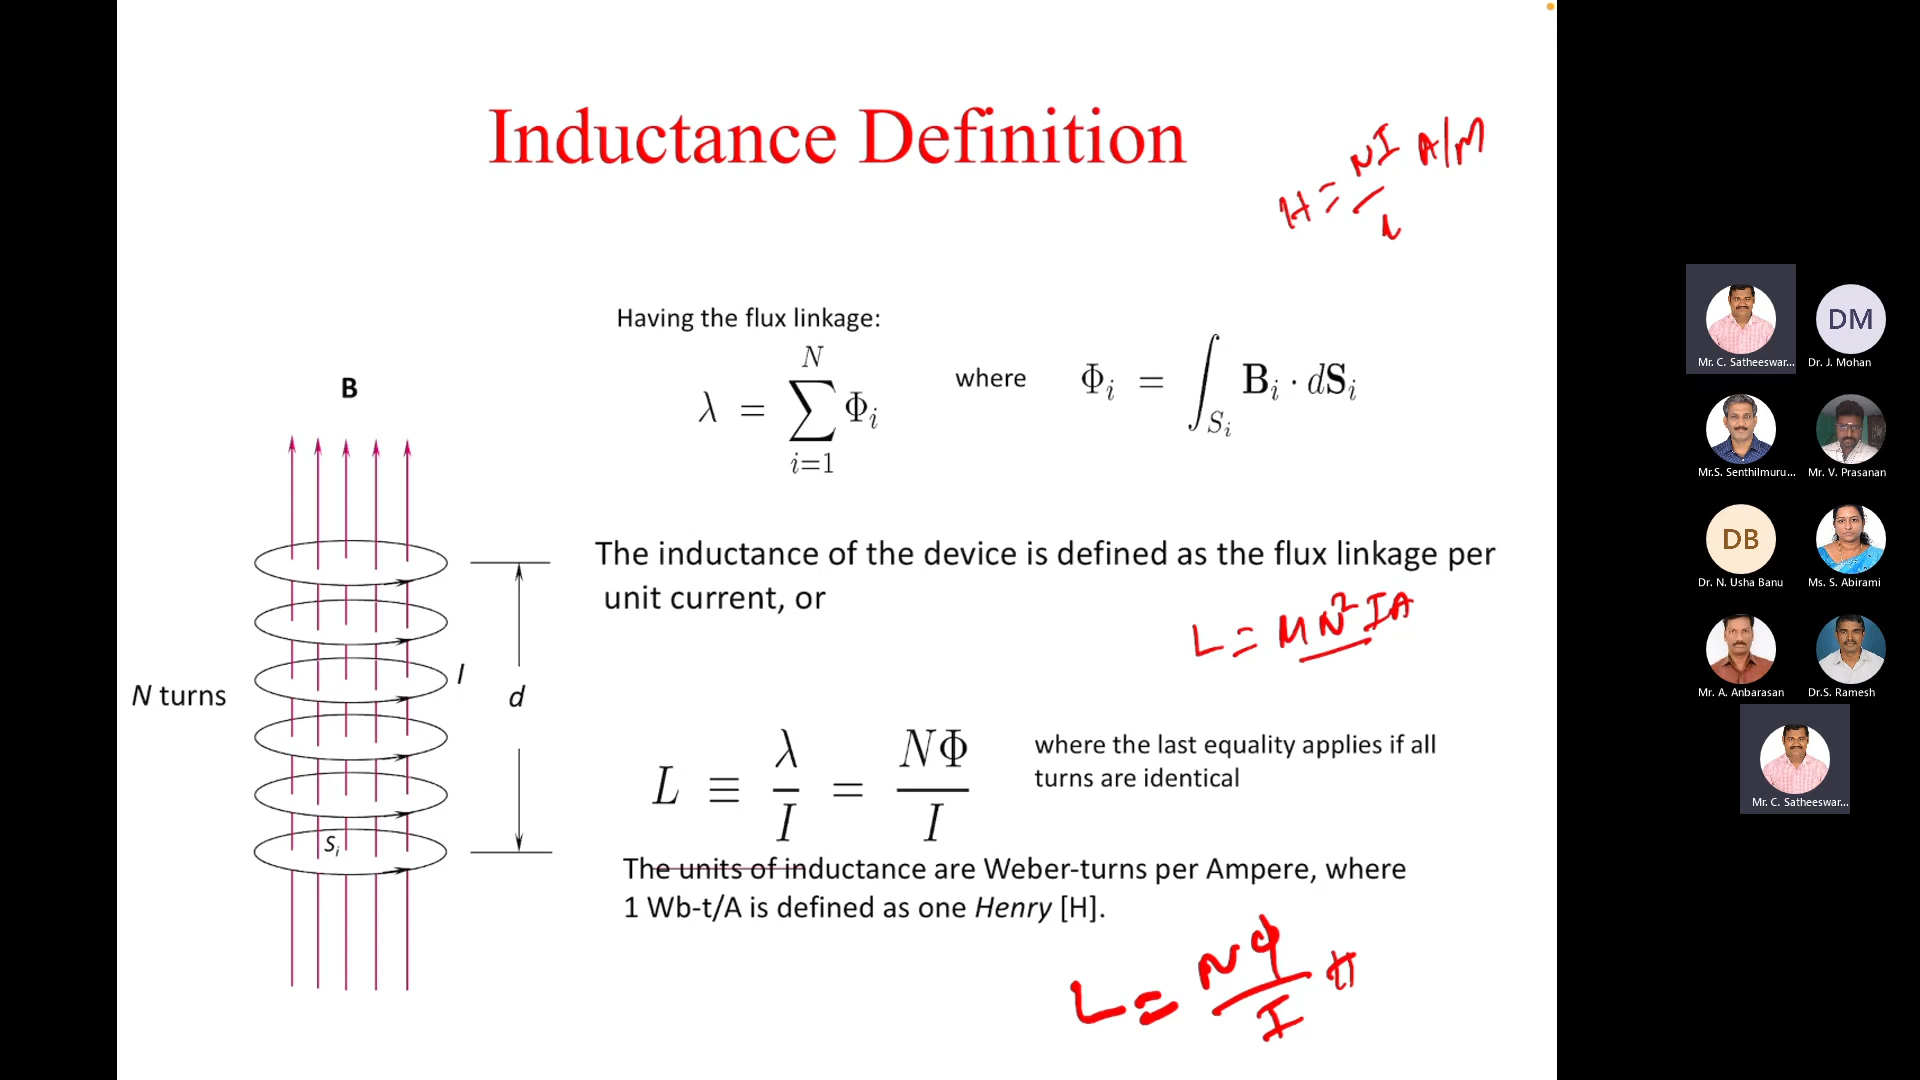 Inductance Definition
H = NI/l A/m
Having the flux linkage:
λ = ∑_{i=1}^{N} Φ_i where Φ_i = ∫_{S_i} B_i · dS_i
B
The inductance of the device is defined as the flux linkage per
unit current, or
L = μN²IA
N turns
I
d
S_i
L ≡ λ/I = NΦ/I
where the last equality applies if all
turns are identical
The units of inductance are Weber-turns per Ampere, where
1 Wb-t/A is defined as one Henry [H].
L = Nφ/I H
Mr. C. Satheeswar...
DM
Dr. J. Mohan
Mr.S. Senthilmuru...
Mr. V. Prasanan
DB
Dr. N. Usha Banu
Ms. S. Abirami
Mr. A. Anbarasan
Dr.S. Ramesh
Mr. C. Satheeswar...